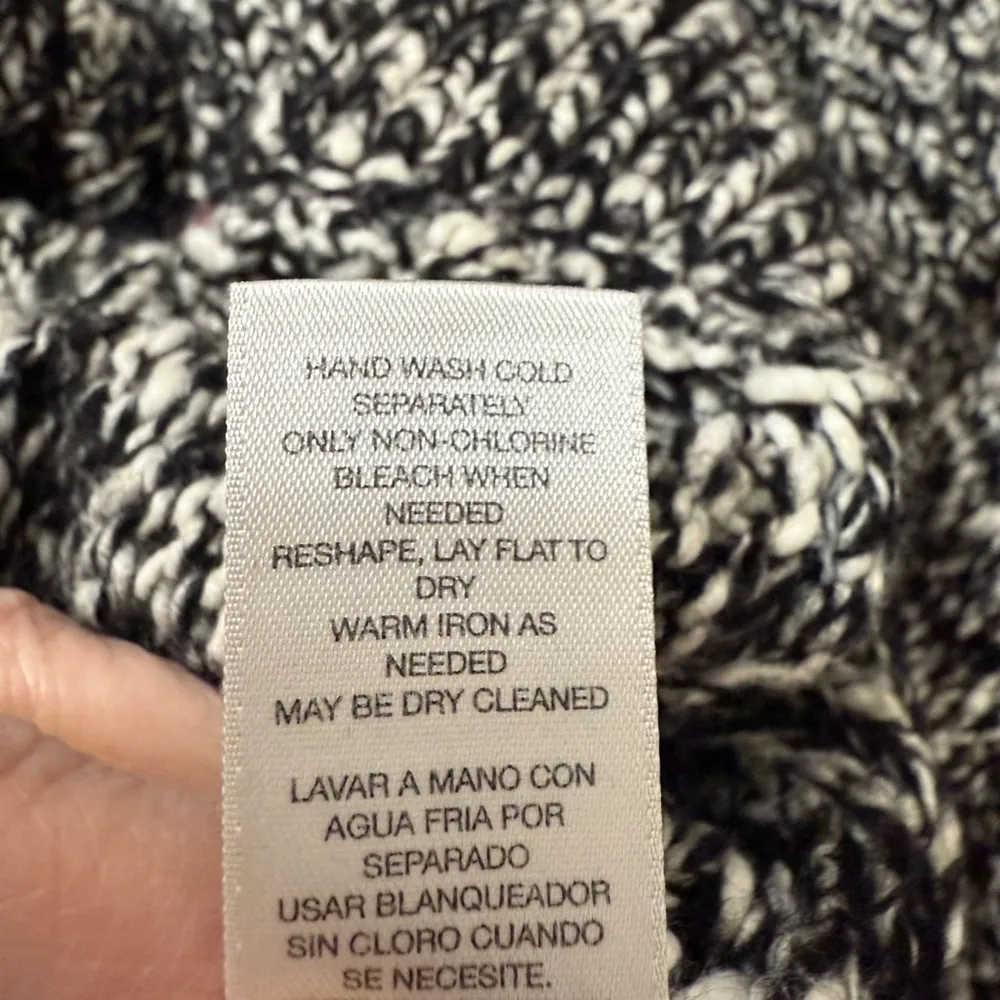 HAND WASH COLD
SEPARATELY
ONLY NON-CHLORINE
BLEACH WHEN
NEEDED
RESHAPE, LAY FLAT TO
DRY
WARM IRON AS
NEEDED
MAY BE DRY CLEANED
LAVAR A MANO CON
AGUA FRIA POR
SEPARADO
USAR BLANQUEADOR
SIN CLORO CUANDO
SE NECESITE.